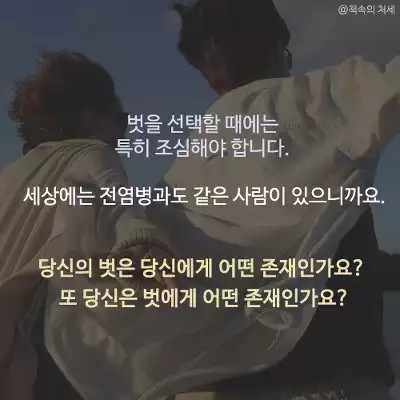 @책속의 처세
벗을 선택할 때에는
특히 조심해야 합니다.
세상에는 전염병과도 같은 사람이 있으니까요.
당신의 벗은 당신에게 어떤 존재인가요?
또 당신은 벗에게 어떤 존재인가요?